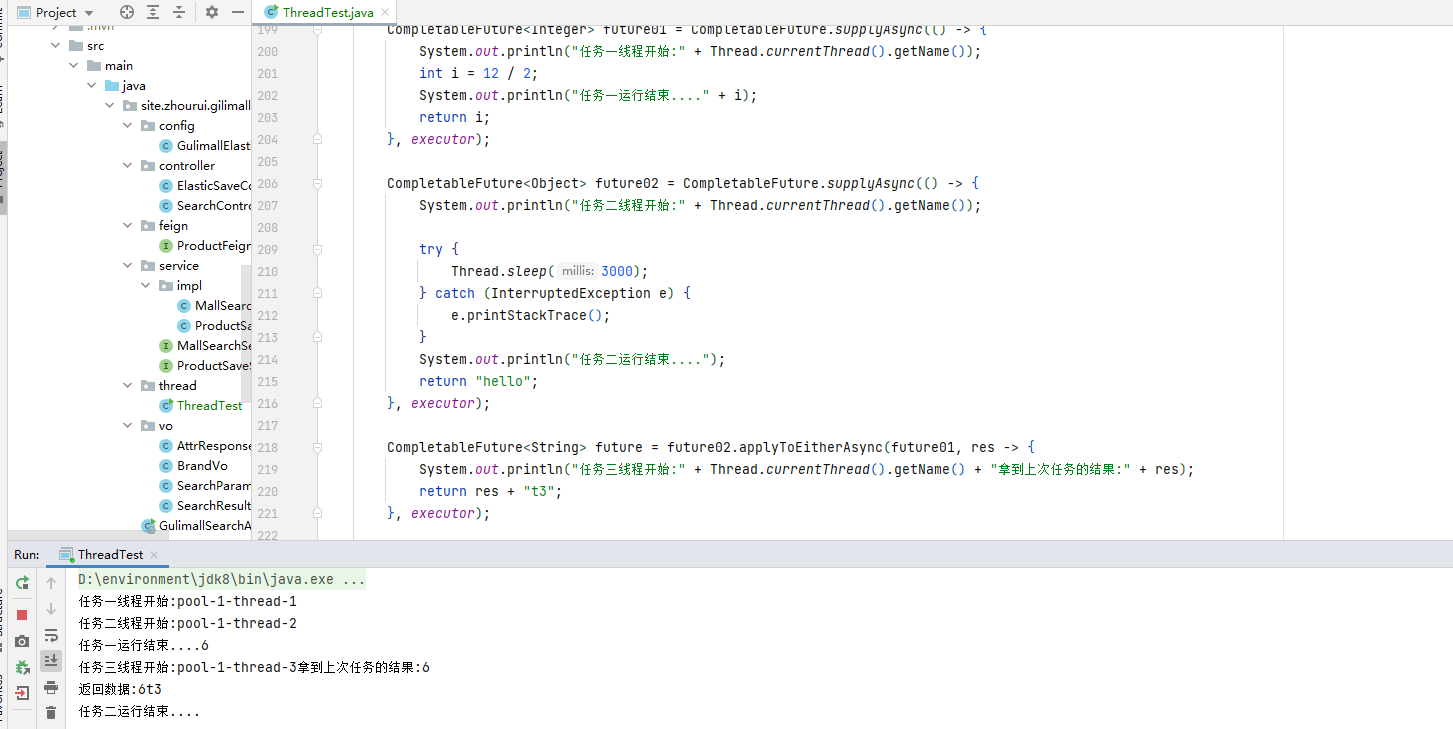 Project
ThreadTest.java
.mvn
src
main
java
site.zhourui.gilimall
config
GulimallElast
controller
ElasticSaveCo
SearchContro
feign
ProductFeign
service
impl
MallSearc
ProductSa
MallSearchSe
ProductSaveS
thread
ThreadTest
vo
AttrResponse
BrandVo
SearchParam
SearchResult
GulimallSearchA
199 CompletableFuture<Integer> future01 = CompletableFuture.supplyAsync(() -> {
200 System.out.println("任务一线程开始:" + Thread.currentThread().getName());
201 int i = 12 / 2;
202 System.out.println("任务一运行结束...." + i);
203 return i;
204 }, executor);
205
206 CompletableFuture<Object> future02 = CompletableFuture.supplyAsync(() -> {
207 System.out.println("任务二线程开始:" + Thread.currentThread().getName());
208
209 try {
210 Thread.sleep( millis: 3000);
211 } catch (InterruptedException e) {
212 e.printStackTrace();
213 }
214 System.out.println("任务二运行结束....");
215 return "hello";
216 }, executor);
217
218 CompletableFuture<String> future = future02.applyToEitherAsync(future01, res -> {
219 System.out.println("任务三线程开始:" + Thread.currentThread().getName() + "拿到上次任务的结果:" + res);
220 return res + "t3";
221 }, executor);
222
Run: ThreadTest
D:\environment\jdk8\bin\java.exe ...
任务一线程开始:pool-1-thread-1
任务二线程开始:pool-1-thread-2
任务一运行结束....6
任务三线程开始:pool-1-thread-3拿到上次任务的结果:6
返回数据:6t3
任务二运行结束....